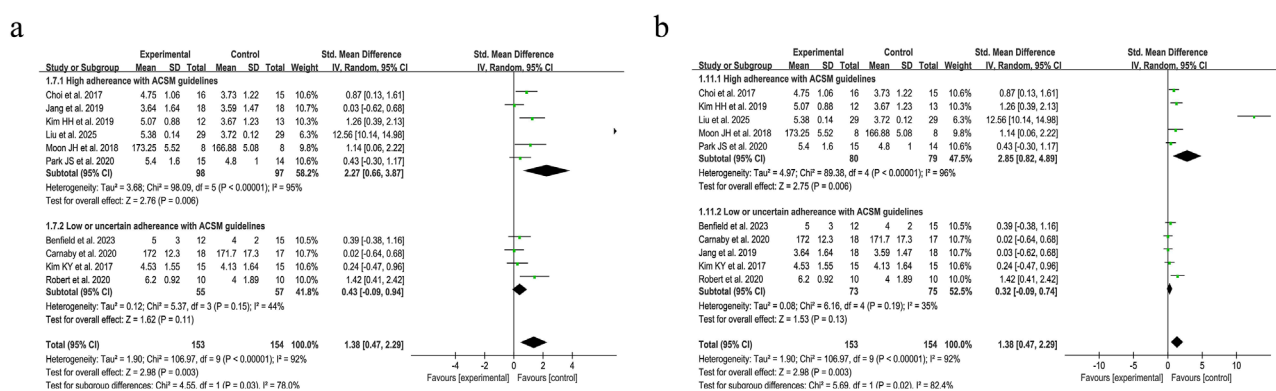 a
Experimental Control Std. Mean Difference Std. Mean Difference
Study or Subgroup Mean SD Total Mean SD Total Weight IV, Random, 95% CI IV, Random, 95% CI
1.7.1 High adhereance with ACSM guidelines
Choi et al. 2017 4.75 1.06 16 3.73 1.22 15 10.6% 0.87 [0.13, 1.61]
Jang et al. 2019 3.64 1.64 18 3.59 1.47 18 10.8% 0.03 [-0.62, 0.68]
Kim HH et al. 2019 5.07 0.88 12 3.67 1.23 13 10.3% 1.26 [0.39, 2.13]
Liu et al. 2025 5.38 0.14 29 3.72 0.12 29 6.1% 12.56 [10.14, 14.98]
Moon JH et al. 2018 173.25 5.52 8 166.88 5.08 8 9.8% 1.14 [0.06, 2.22]
Park JS et al. 2020 5.4 1.6 15 4.8 1 14 10.6% 0.43 [-0.30, 1.17]
Subtotal (95% CI) 98 97 58.2% 2.27 [0.66, 3.87]
Heterogeneity: Tau² = 3.68; Chi² = 98.09, df = 5 (P < 0.00001); I² = 95%
Test for overall effect: Z = 2.76 (P = 0.006)
1.7.2 Low or uncertain adhereance with ACSM guidelines
Benfield et al. 2023 5 3 12 4 2 15 10.5% 0.39 [-0.38, 1.16]
Carnaby et al. 2020 172 12.3 18 171.7 17.3 17 10.7% 0.02 [-0.64, 0.68]
Kim KY et al. 2017 4.53 1.55 15 4.13 1.64 15 10.6% 0.24 [-0.47, 0.96]
Robert et al. 2020 6.2 0.92 10 4 1.89 10 9.9% 1.42 [0.41, 2.42]
Subtotal (95% CI) 55 57 41.8% 0.43 [-0.09, 0.94]
Heterogeneity: Tau² = 0.12; Chi² = 5.37, df = 3 (P = 0.15); I² = 44%
Test for overall effect: Z = 1.62 (P = 0.11)
Total (95% CI) 153 154 100.0% 1.38 [0.47, 2.29]
Heterogeneity: Tau² = 1.90; Chi² = 106.97, df = 9 (P < 0.00001); I² = 92%
Test for overall effect: Z = 2.98 (P = 0.003)
Test for subgroup differences: Chi² = 4.55, df = 1 (P = 0.03), I² = 78.0%
-4 -2 0 2 4 6
Favours [experimental] Favours [control]
b
Experimental Control Std. Mean Difference Std. Mean Difference
Study or Subgroup Mean SD Total Mean SD Total Weight IV, Random, 95% CI IV, Random, 95% CI
1.11.1 High adhereance with ACSM guidelines
Choi et al. 2017 4.75 1.06 16 3.73 1.22 15 10.6% 0.87 [0.13, 1.61]
Kim HH et al. 2019 5.07 0.88 12 3.67 1.23 13 10.3% 1.26 [0.39, 2.13]
Liu et al. 2025 5.38 0.14 29 3.72 0.12 29 6.1% 12.56 [10.14, 14.98]
Moon JH et al. 2018 173.25 5.52 8 166.88 5.08 8 9.8% 1.14 [0.06, 2.22]
Park JS et al. 2020 5.4 1.6 15 4.8 1 14 10.6% 0.43 [-0.30, 1.17]
Subtotal (95% CI) 80 79 47.5% 2.85 [0.82, 4.89]
Heterogeneity: Tau² = 4.97; Chi² = 89.38, df = 4 (P < 0.00001); I² = 96%
Test for overall effect: Z = 2.75 (P = 0.006)
1.11.2 Low or uncertain adhereance with ACSM guidelines
Benfield et al. 2023 5 3 12 4 2 15 10.5% 0.39 [-0.38, 1.16]
Carnaby et al. 2020 172 12.3 18 171.7 17.3 17 10.7% 0.02 [-0.64, 0.68]
Jang et al. 2019 3.64 1.64 18 3.59 1.47 18 10.8% 0.03 [-0.62, 0.68]
Kim KY et al. 2017 4.53 1.55 15 4.13 1.64 15 10.6% 0.24 [-0.47, 0.96]
Robert et al. 2020 6.2 0.92 10 4 1.89 10 9.9% 1.42 [0.41, 2.42]
Subtotal (95% CI) 73 75 52.5% 0.32 [-0.09, 0.74]
Heterogeneity: Tau² = 0.08; Chi² = 6.16, df = 4 (P = 0.19); I² = 35%
Test for overall effect: Z = 1.53 (P = 0.13)
Total (95% CI) 153 154 100.0% 1.38 [0.47, 2.29]
Heterogeneity: Tau² = 1.90; Chi² = 106.97, df = 9 (P < 0.00001); I² = 92%
Test for overall effect: Z = 2.98 (P = 0.003)
Test for subgroup differences: Chi² = 5.69, df = 1 (P = 0.02), I² = 82.4%
-10 -5 0 5 10
Favours [experimental] Favours [control]